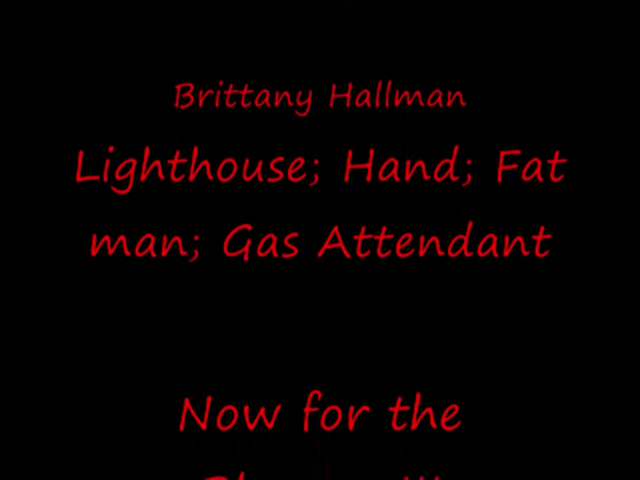 Brittany Hallman
Lighthouse; Hand; Fat
man; Gas Attendant
Now for the